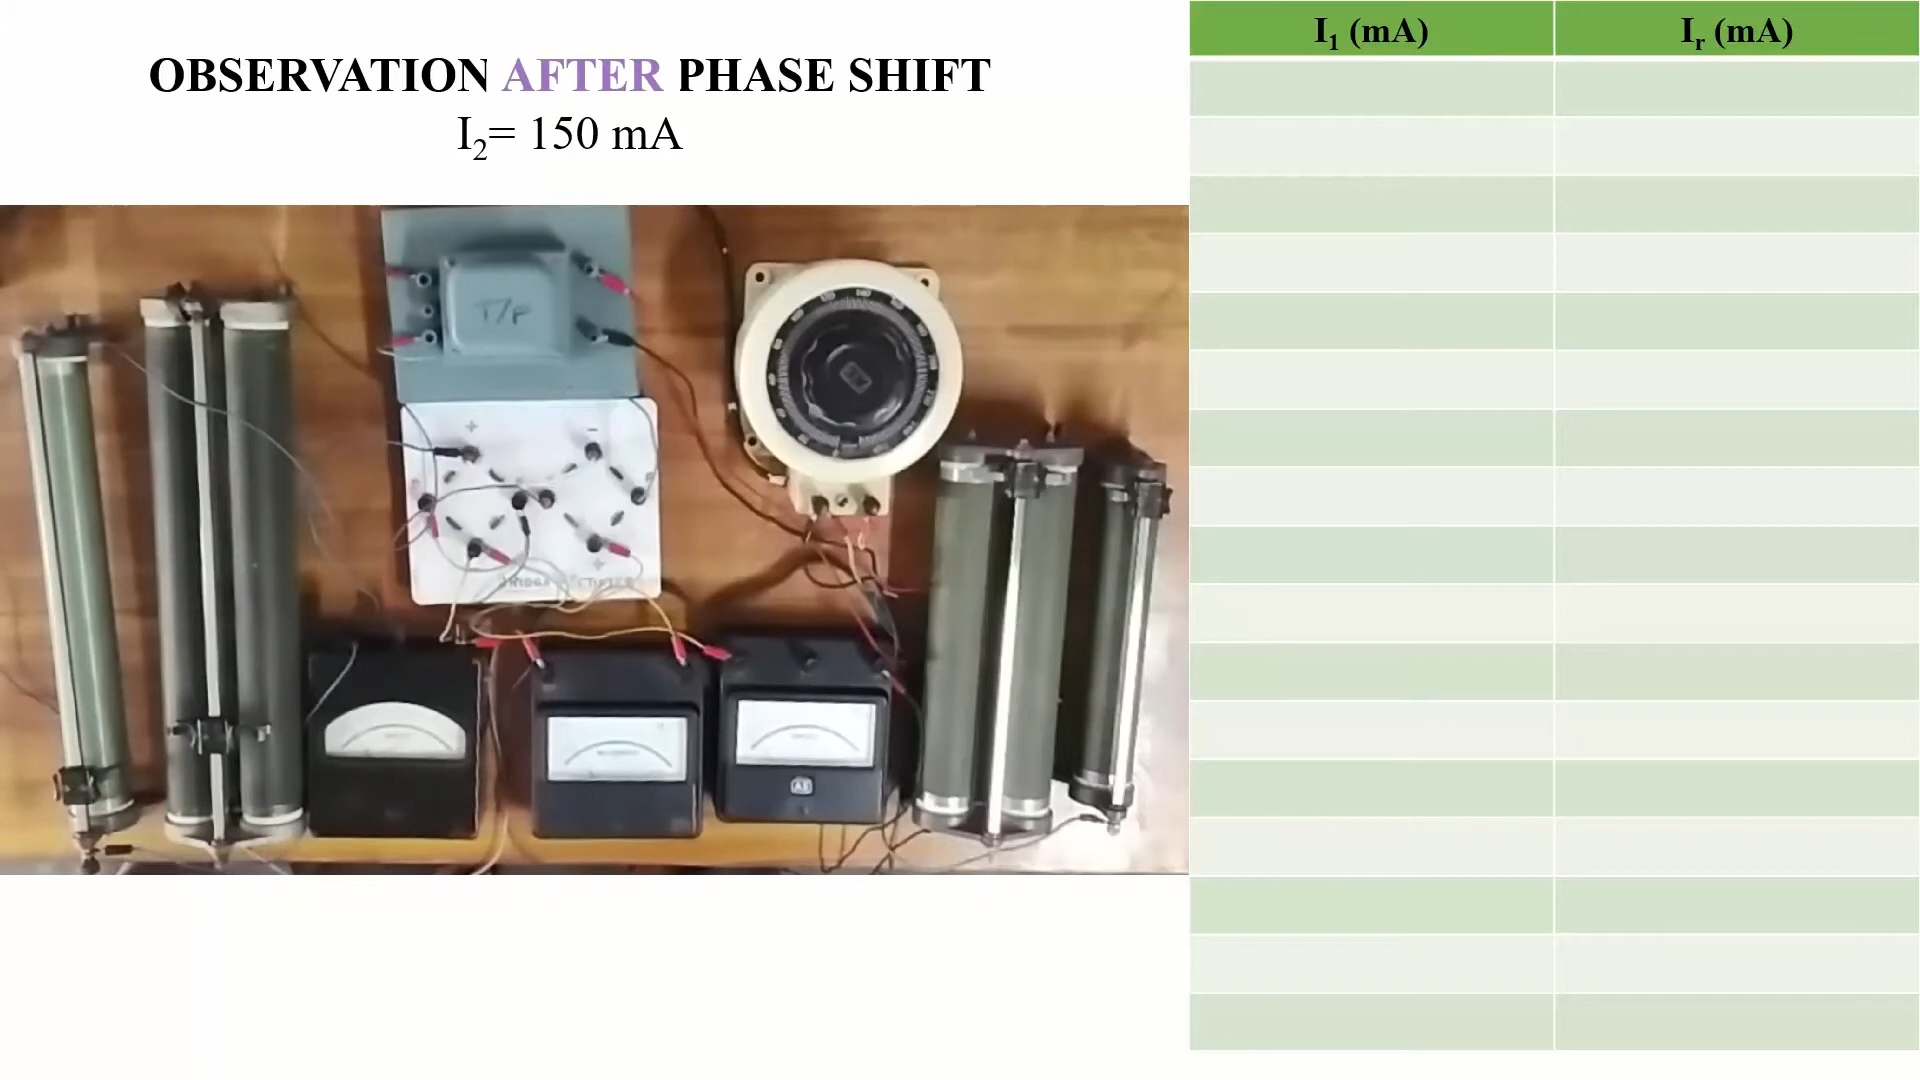 OBSERVATION AFTER PHASE SHIFT
I₂= 150 mA
I₁ (mA)
Iᵣ (mA)
T/F
+
−
+